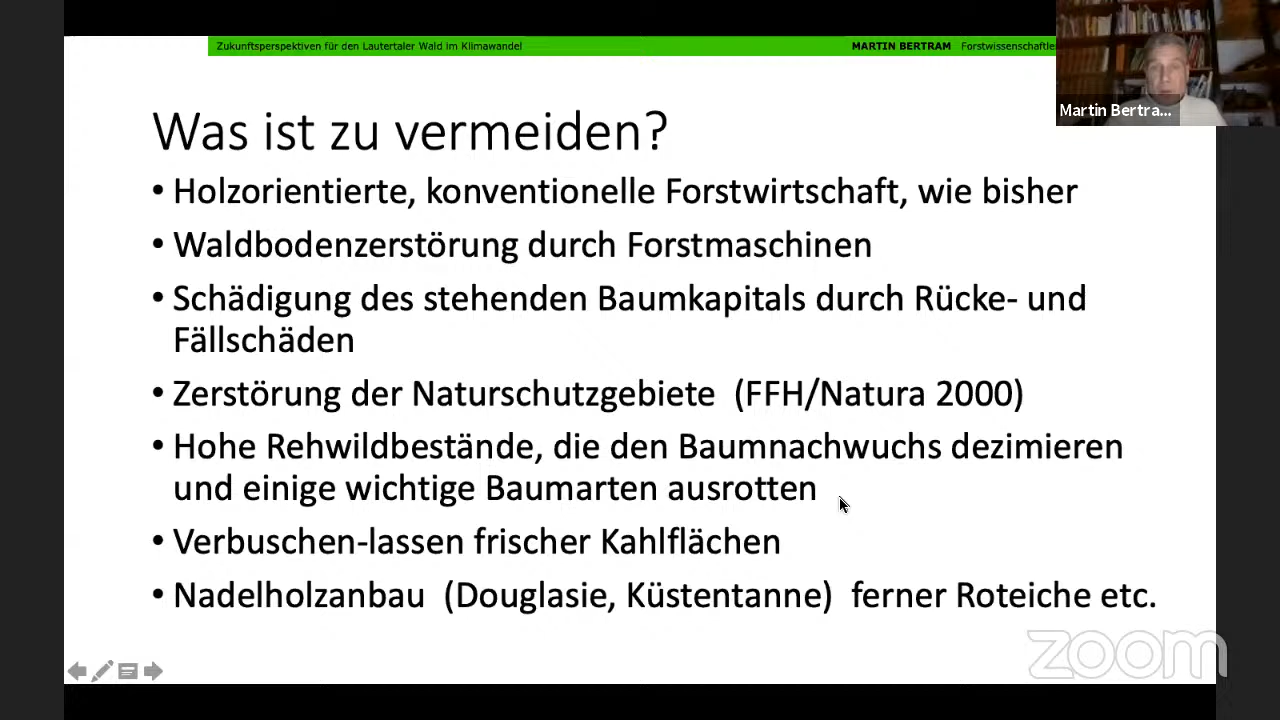 Zukunftsperspektiven für den Lautertaler Wald im Klimawandel
MARTIN BERTRAM
Martin Bertra...
Was ist zu vermeiden?
• Holzorientierte, konventionelle Forstwirtschaft, wie bisher
• Waldbodenzerstörung durch Forstmaschinen
• Schädigung des stehenden Baumkapitals durch Rücke- und
Fällschäden
• Zerstörung der Naturschutzgebiete (FFH/Natura 2000)
• Hohe Rehwildbestände, die den Baumnachwuchs dezimieren
und einige wichtige Baumarten ausrotten
• Verbuschen-lassen frischer Kahlflächen
• Nadelholzanbau (Douglasie, Küstentanne) ferner Roteiche etc.
zoom